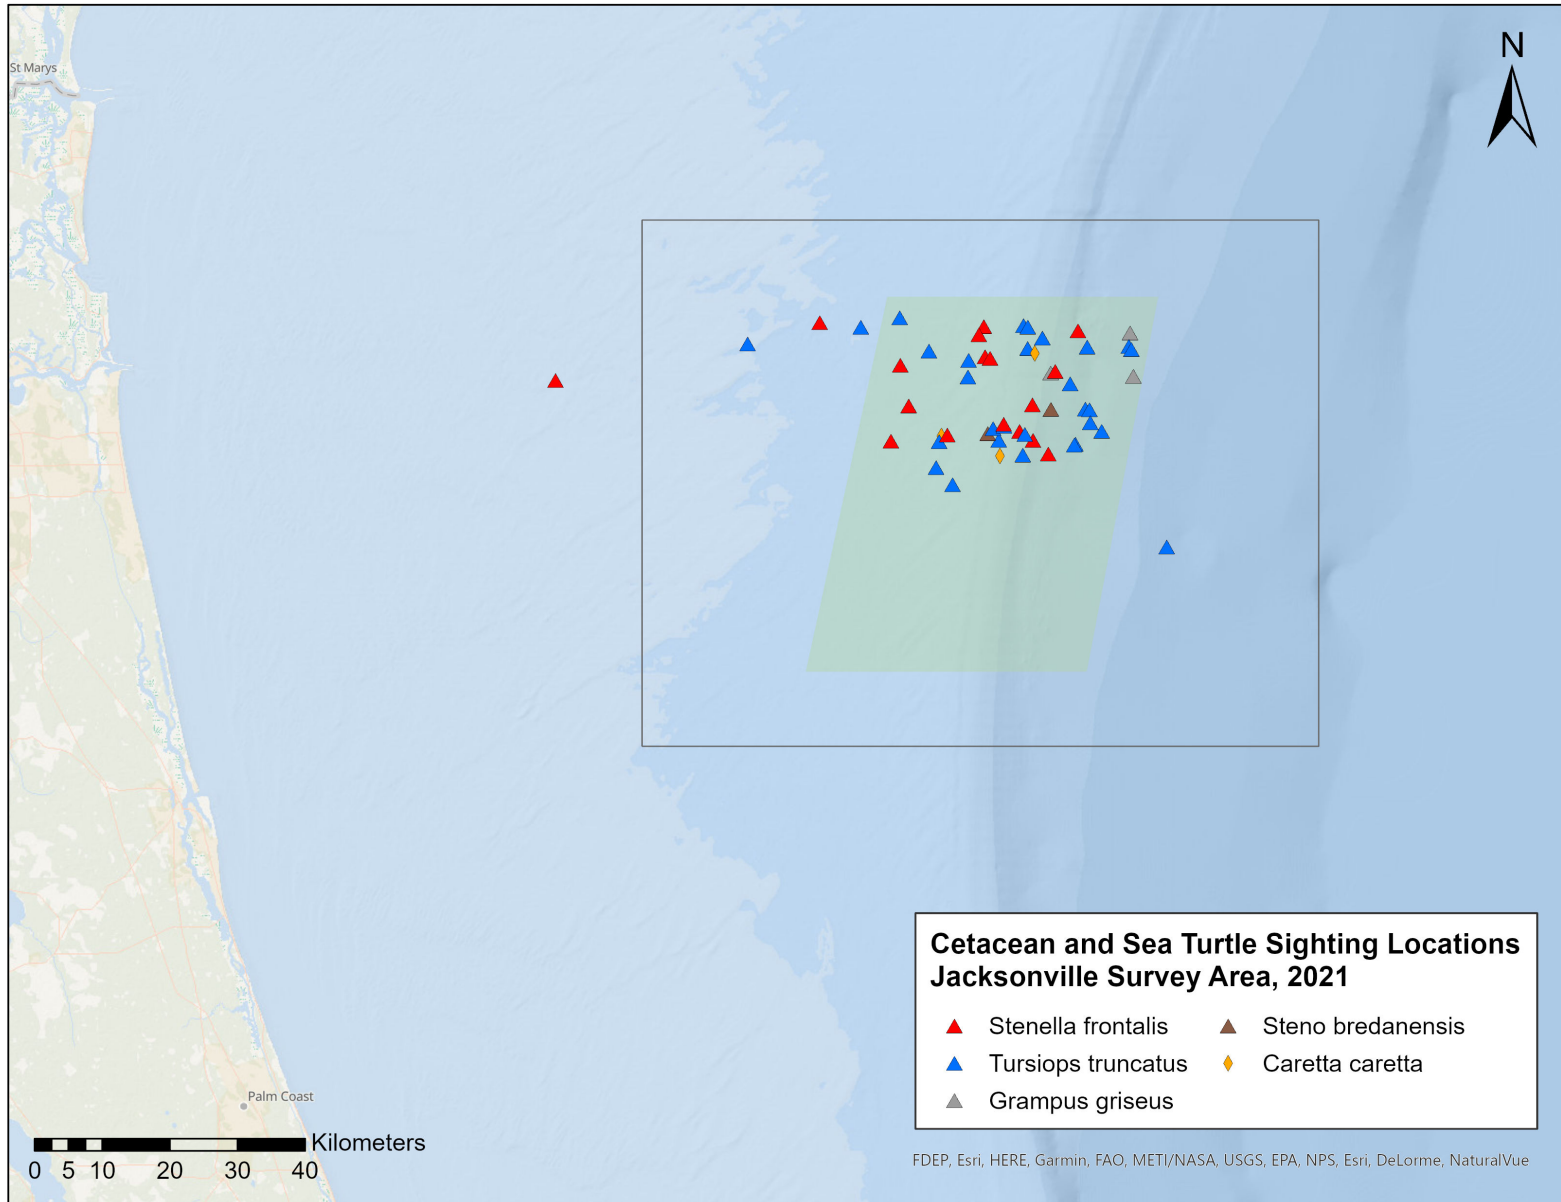 St Marys
N
Cetacean and Sea Turtle Sighting Locations
Jacksonville Survey Area, 2021
Stenella frontalis
Steno bredanensis
Tursiops truncatus
Caretta caretta
Grampus griseus
Palm Coast
Kilometers
0 5 10 20 30 40
FDEP, Esri, HERE, Garmin, FAO, METI/NASA, USGS, EPA, NPS, Esri, DeLorme, NaturalVue